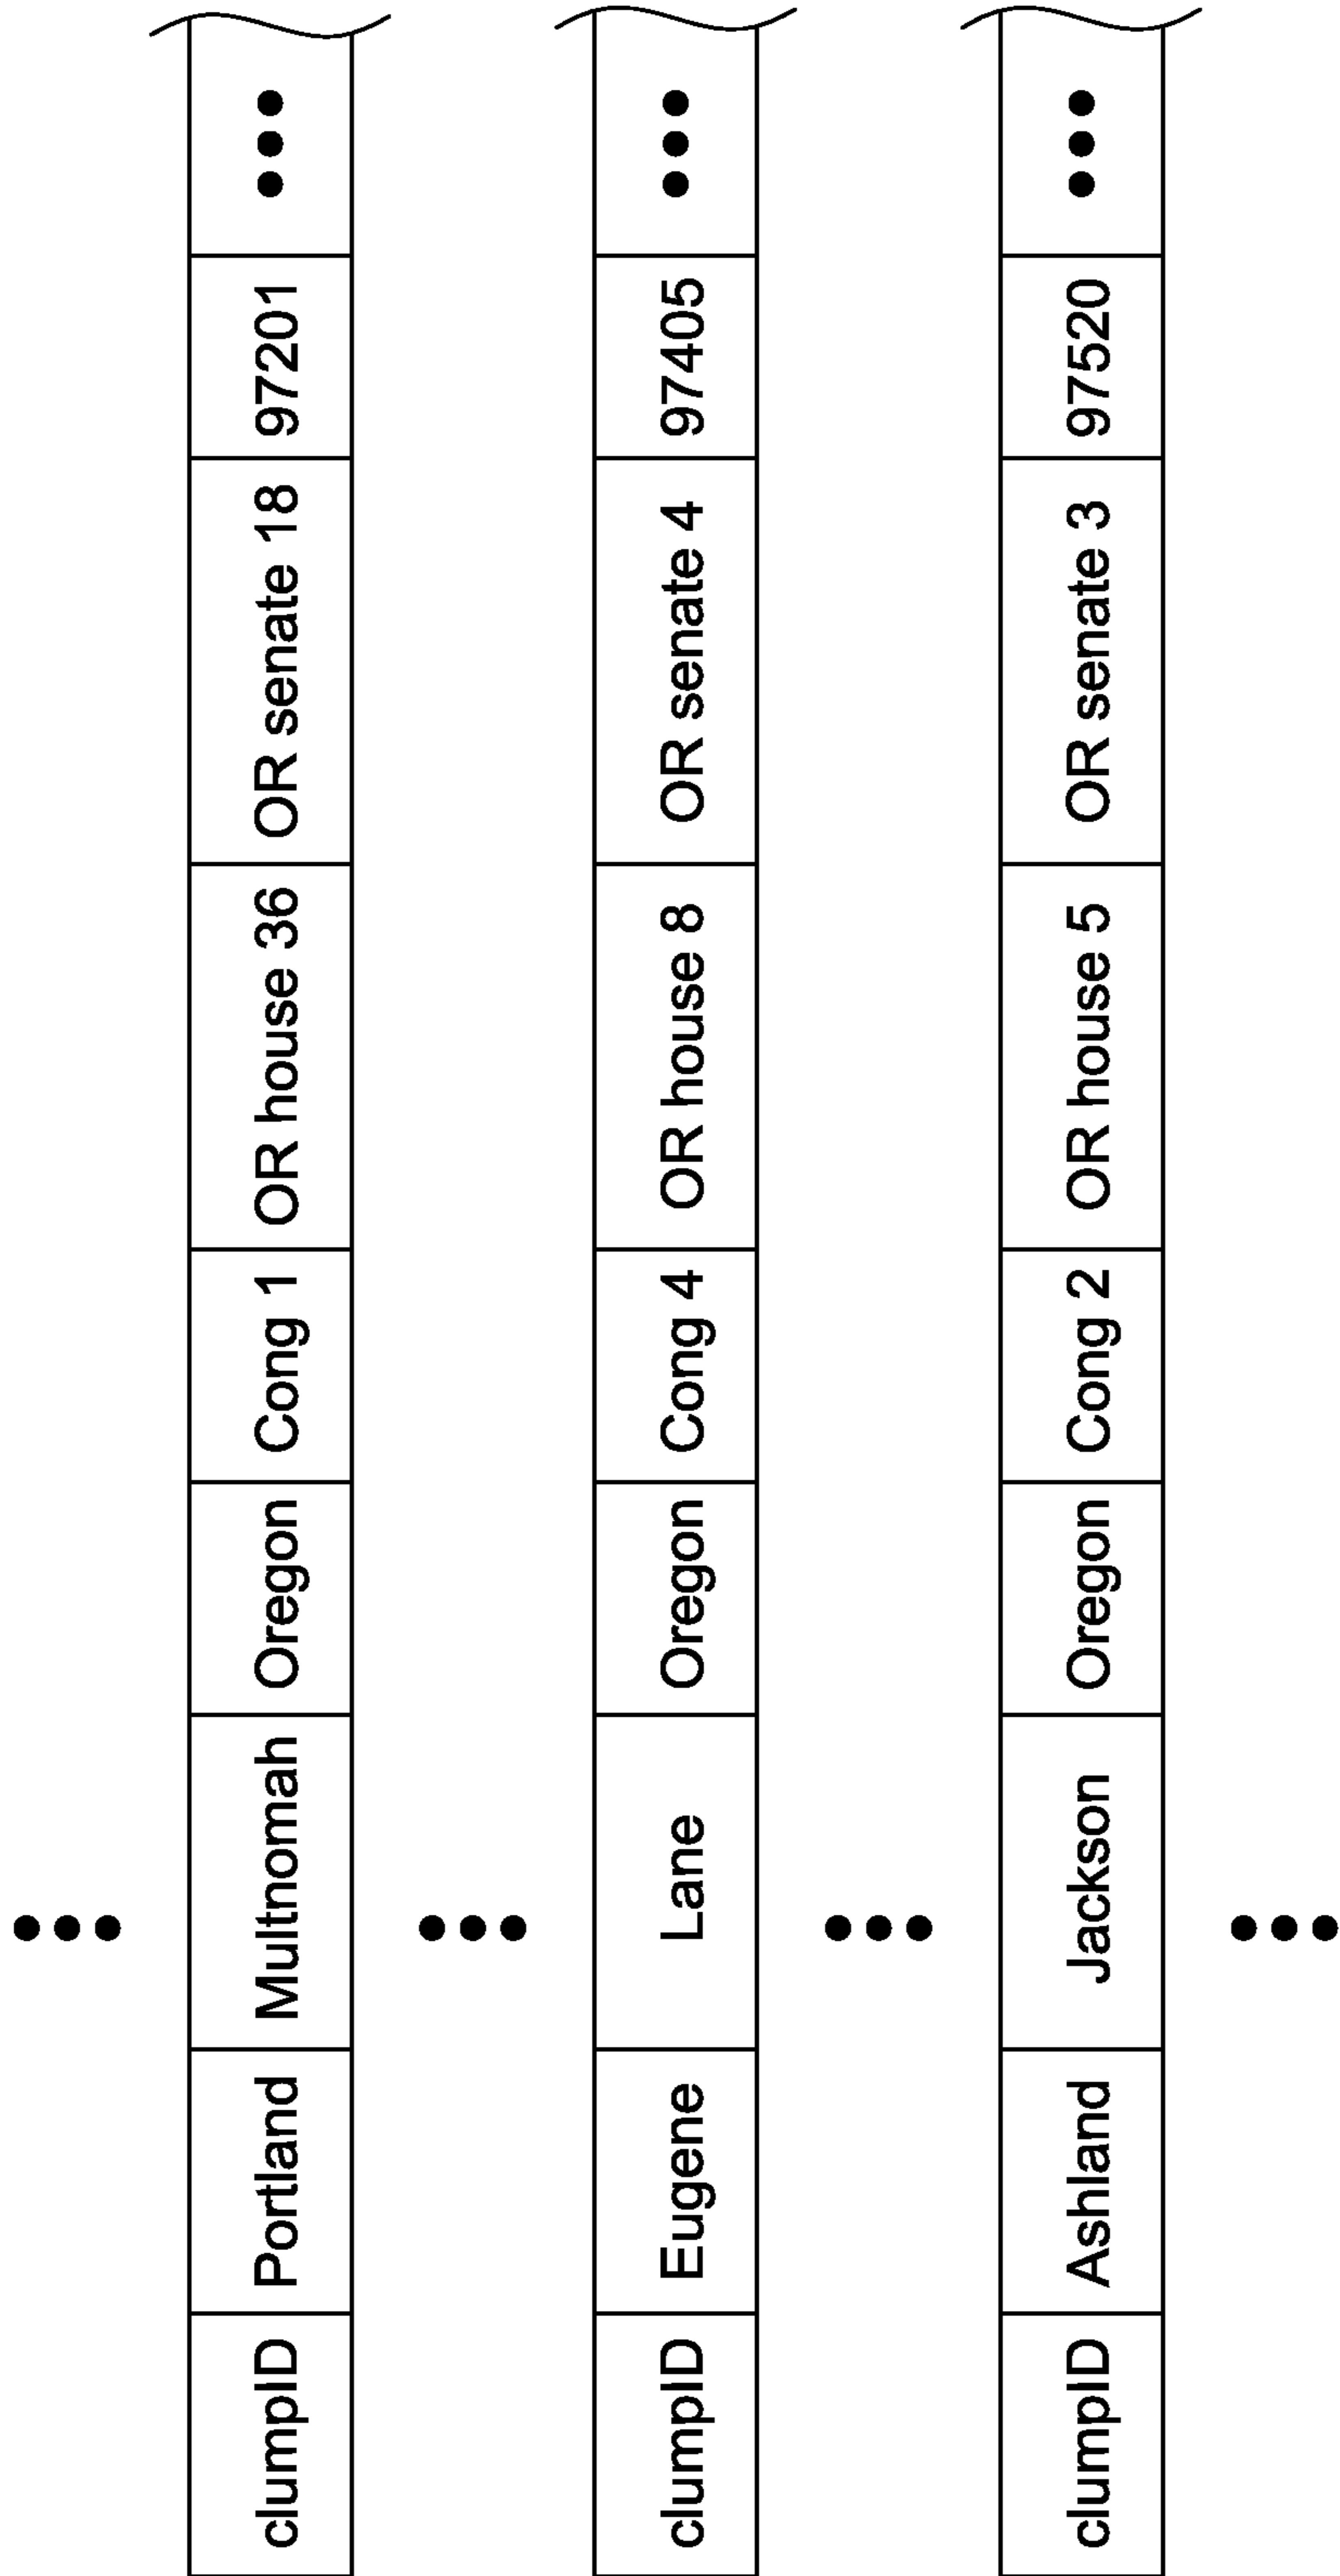 clumpID Portland Multnomah Oregon Cong 1 OR house 36 OR senate 18 97201 •••
clumpID Eugene Lane Oregon Cong 4 OR house 8 OR senate 4 97405 •••
clumpID Ashland Jackson Oregon Cong 2 OR house 5 OR senate 3 97520 •••